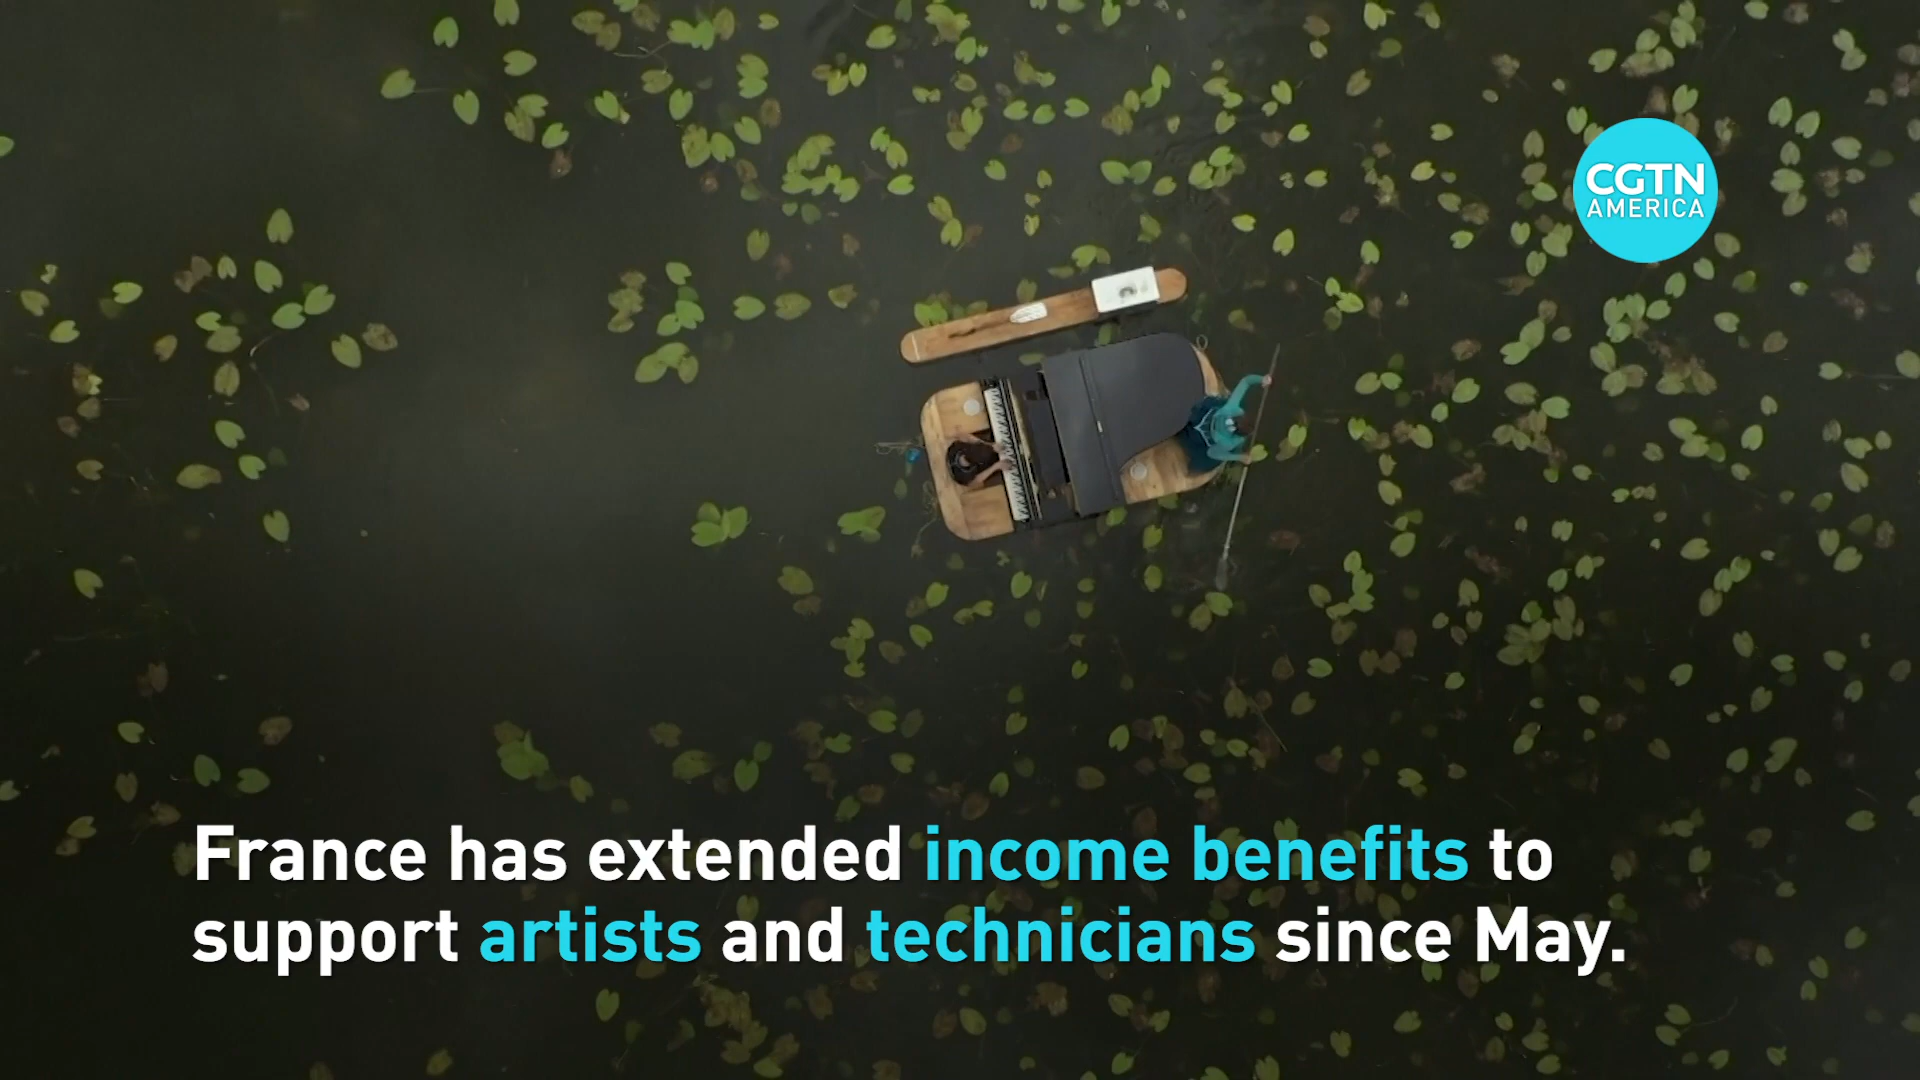 CGTN
AMERICA
France has extended income benefits to
support artists and technicians since May.